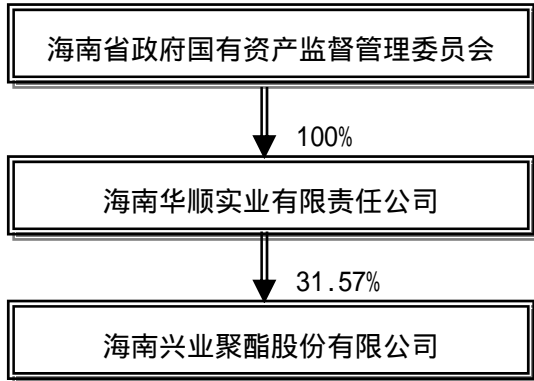 海南省政府国有资产监督管理委员会
100%
海南华顺实业有限责任公司
31.57%
海南兴业聚酯股份有限公司